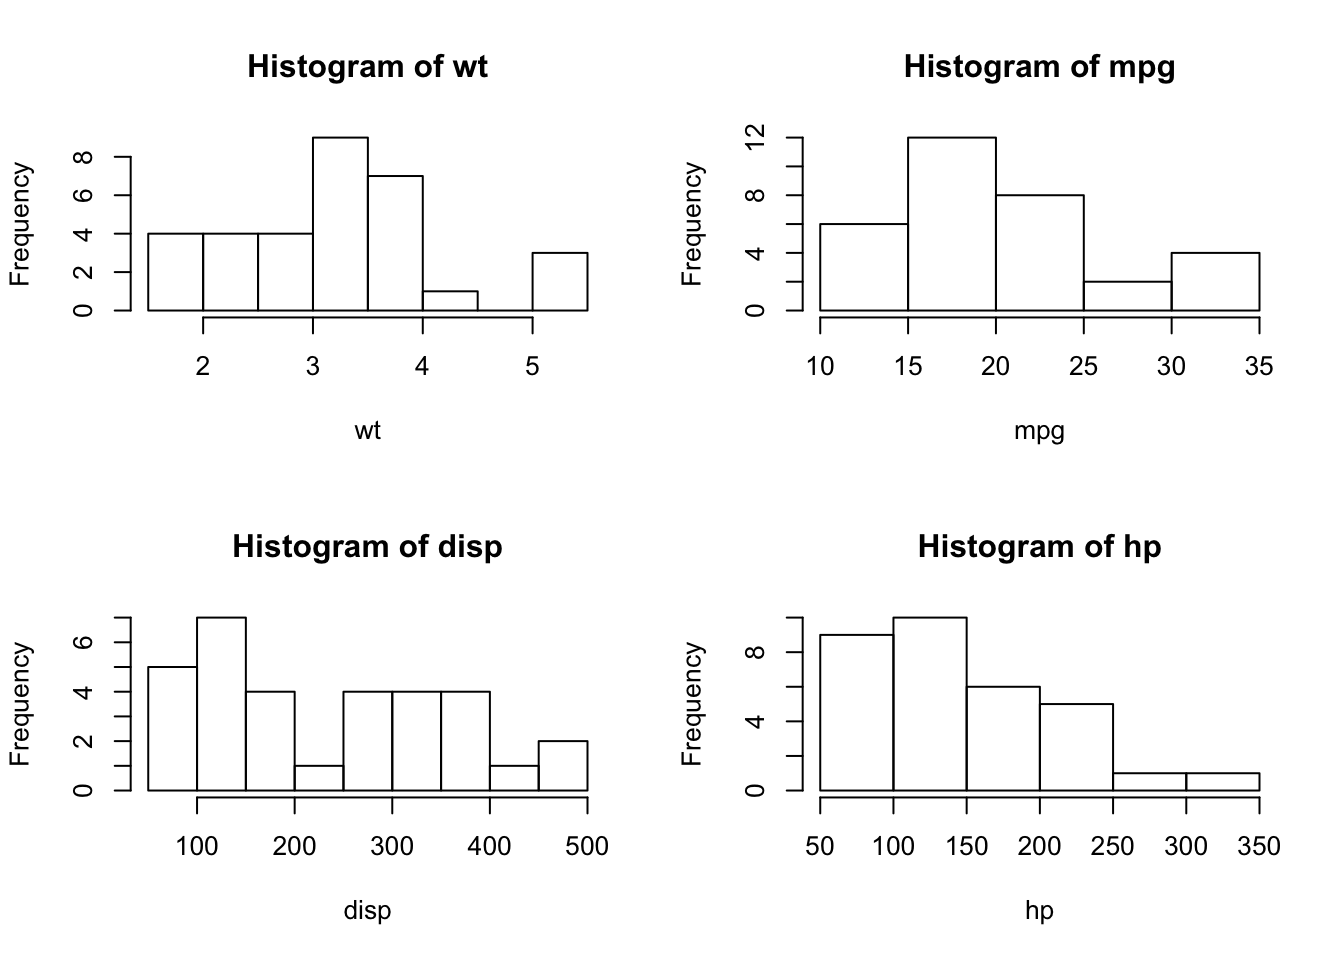 Histogram of wt
Frequency
0 2 4 6 8
2 3 4 5
wt
Histogram of mpg
Frequency
0 4 8 12
10 15 20 25 30 35
mpg
Histogram of disp
Frequency
0 2 4 6
100 200 300 400 500
disp
Histogram of hp
Frequency
0 4 8
50 100 150 200 250 300 350
hp